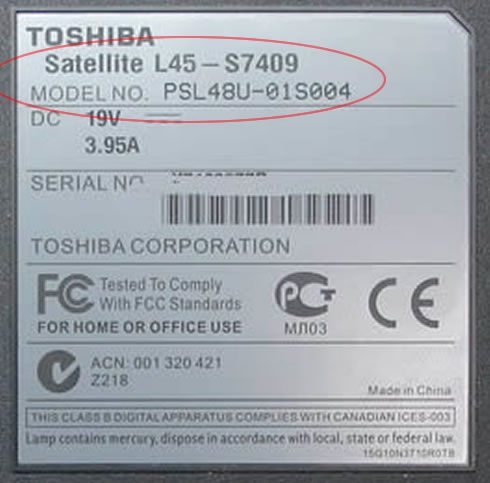 TOSHIBA
Satellite L45-S7409
MODEL NO. PSL48U-01S004
DC 19V
3.95A
SERIAL NO
TOSHIBA CORPORATION
FC Tested To Comply
With FCC Standards
FOR HOME OR OFFICE USE
РСТ
МЛ03
CE
ACN: 001 320 421
Z218
Made in China
THIS CLASS B DIGITAL APPARATUS COMPLIES WITH CANADIAN ICES-003
Lamp contains mercury, dispose in accordance with local, state or federal law.
15G10N3710R0TB